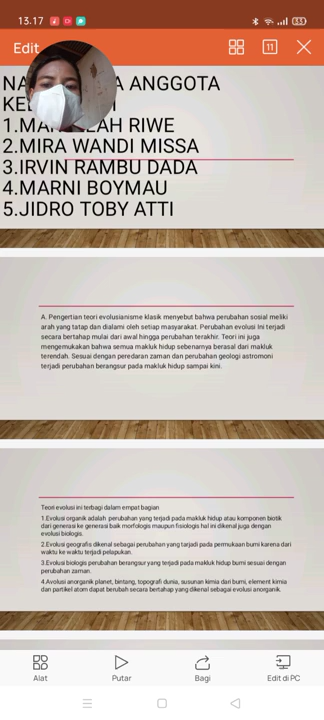 13.17
33
Edit
11
NA A ANGGOTA
KE
1.MA AH RIWE
2.MIRA WANDI MISSA
3.IRVIN RAMBU DADA
4.MARNI BOYMAU
5.JIDRO TOBY ATTI
A. Pengertian teori evolusianisme klasik menyebut bahwa perubahan sosial meliki
arah yang tatap dan dialami oleh setiap masyarakat. Perubahan evolusi Ini terjadi
secara bertahap mulai dari awal hingga perubahan terakhir. Teori ini juga
mengemukakan bahwa semua makluk hidup sebenarnya berasal dari makluk
terendah. Sesuai dengan peredaran zaman dan perubahan geologi astromoni
terjadi perubahan berangsur pada makluk hidup sampai kini.
Teori evolusi ini terbagi dalam empat bagian
1.Evolusi organik adalah perubahan yang terjadi pada makluk hidup atau komponen biotik
dari generasi ke generasi baik morfologis maupun fisiologis hal ini dikenal juga dengan
evolusi biologis.
2.Evolusi geografis dikenal sebagai perubahan yang tarjadi pada permukaan bumi karena dari
waktu ke waktu terjadi pelapukan.
3.Evolusi biologis perubahan berangsur yang terjadi pada makluk hidup bumi sesuai dengan
perubahan zaman.
4.Avolusi anorganik planet, bintang, topografi dunia, susunan kimia dari bumi, element kimia
dan partikel atom dapat berubah secara bertahap yang dikenal sebagai evolusi anorganik.
Alat
Putar
Bagi
Edit di PC